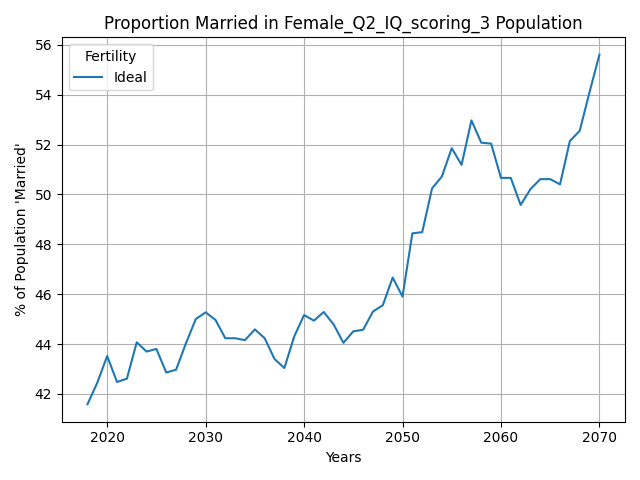 Proportion Married in Female_Q2_IQ_scoring_3 Population
Fertility
Ideal
% of Population 'Married'
56
54
52
50
48
46
44
42
2020 2030 2040 2050 2060 2070
Years